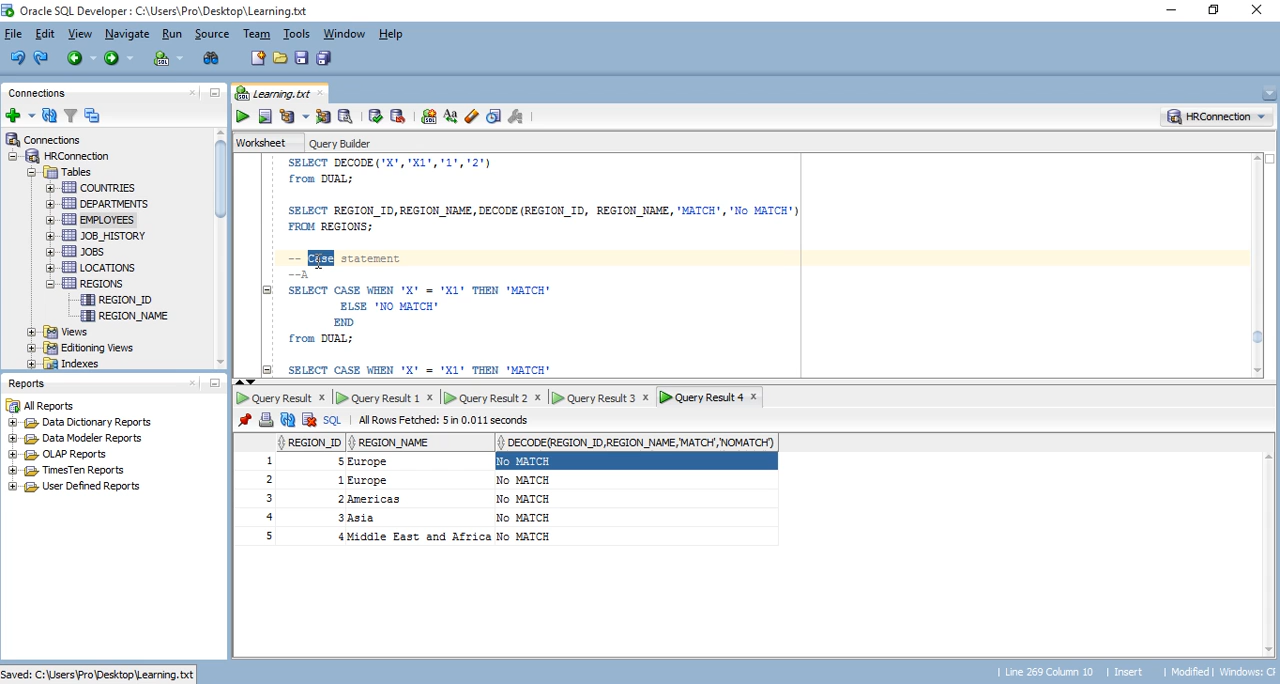 Oracle SQL Developer : C:\Users\Pro\Desktop\Learning.txt
File Edit View Navigate Run Source Team Tools Window Help
Connections
Learning.txt
HRConnection
Worksheet Query Builder
Connections
HRConnection
Tables
COUNTRIES
DEPARTMENTS
EMPLOYEES
JOB_HISTORY
JOBS
LOCATIONS
REGIONS
REGION_ID
REGION_NAME
Views
Editioning Views
Indexes
SELECT DECODE('X','X1','1','2')
from DUAL;
SELECT REGION_ID,REGION_NAME,DECODE(REGION_ID, REGION_NAME,'MATCH','No MATCH')
FROM REGIONS;
-- Case statement
--A
SELECT CASE WHEN 'X' = 'X1' THEN 'MATCH'
ELSE 'NO MATCH'
END
from DUAL;
SELECT CASE WHEN 'X' = 'X1' THEN 'MATCH'
Reports
All Reports
Data Dictionary Reports
Data Modeler Reports
OLAP Reports
TimesTen Reports
User Defined Reports
Query Result Query Result 1 Query Result 2 Query Result 3 Query Result 4
SQL All Rows Fetched: 5 in 0.011 seconds
REGION_ID REGION_NAME DECODE(REGION_ID,REGION_NAME,'MATCH','NOMATCH')
1 5 Europe No MATCH
2 1 Europe No MATCH
3 2 Americas No MATCH
4 3 Asia No MATCH
5 4 Middle East and Africa No MATCH
Saved: C:\Users\Pro\Desktop\Learning.txt
Line 269 Column 10 | Insert | Modified | Windows: C